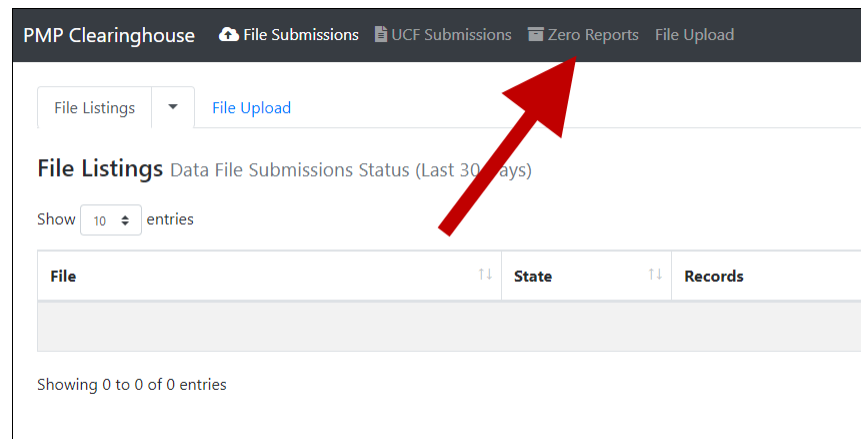 PMP Clearinghouse File Submissions UCF Submissions Zero Reports File Upload
File Listings File Upload
File Listings Data File Submissions Status (Last 30 Days)
Show 10 entries
File State Records
Showing 0 to 0 of 0 entries